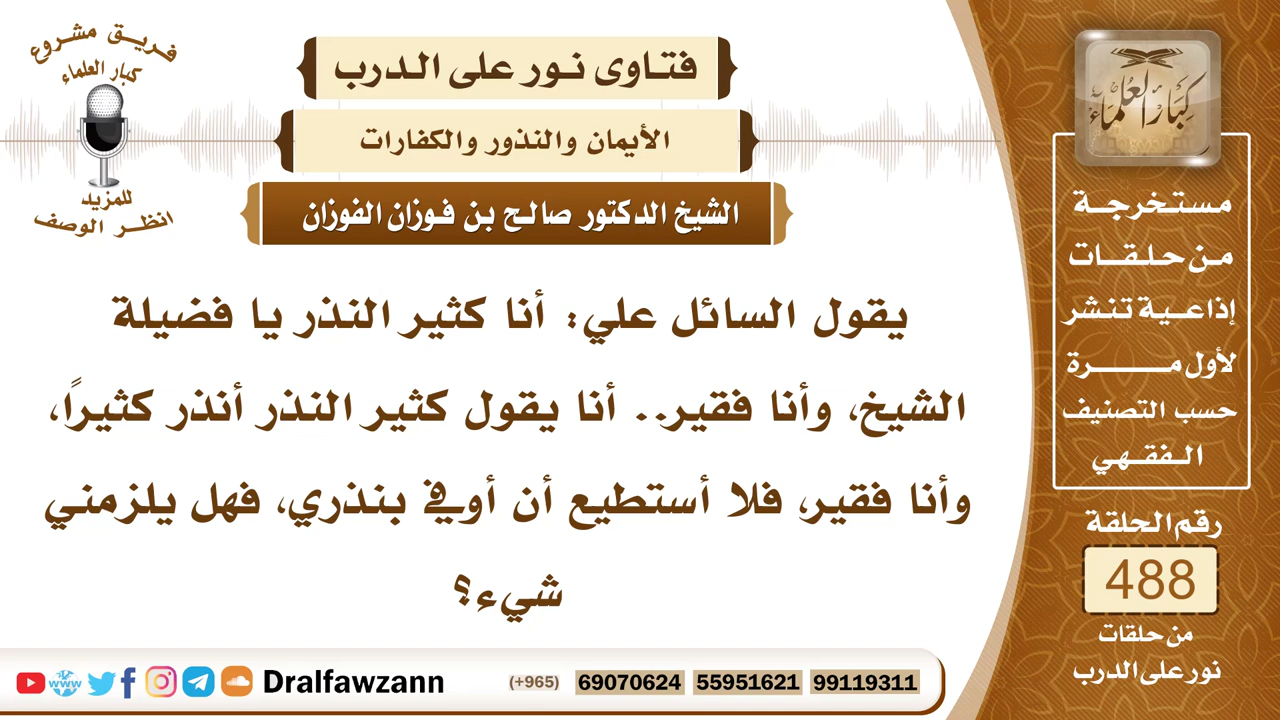 فريق مشروع
كبار العلماء
للمزيد
انظر الوصف
فتاوى نور على الدرب
الأيمان والنذور والكفارات
الشيخ الدكتور صالح بن فوزان الفوزان
يقول السائل علي: أنا كثير النذر يا فضيلة
الشيخ، وأنا فقير.. أنا يقول كثير النذر أنذر كثيراً،
وأنا فقير، فلا أستطيع أن أوفي بنذري، فهل يلزمني
شيء؟
كبار العلماء
مستخرجة
من حلقات
إذاعية تنشر
لأول مرة
حسب التصنيف
الفقهي
رقم الحلقة
488
من حلقات
نور على الدرب
www Dralfawzann (+965) 69070624 55951621 99119311